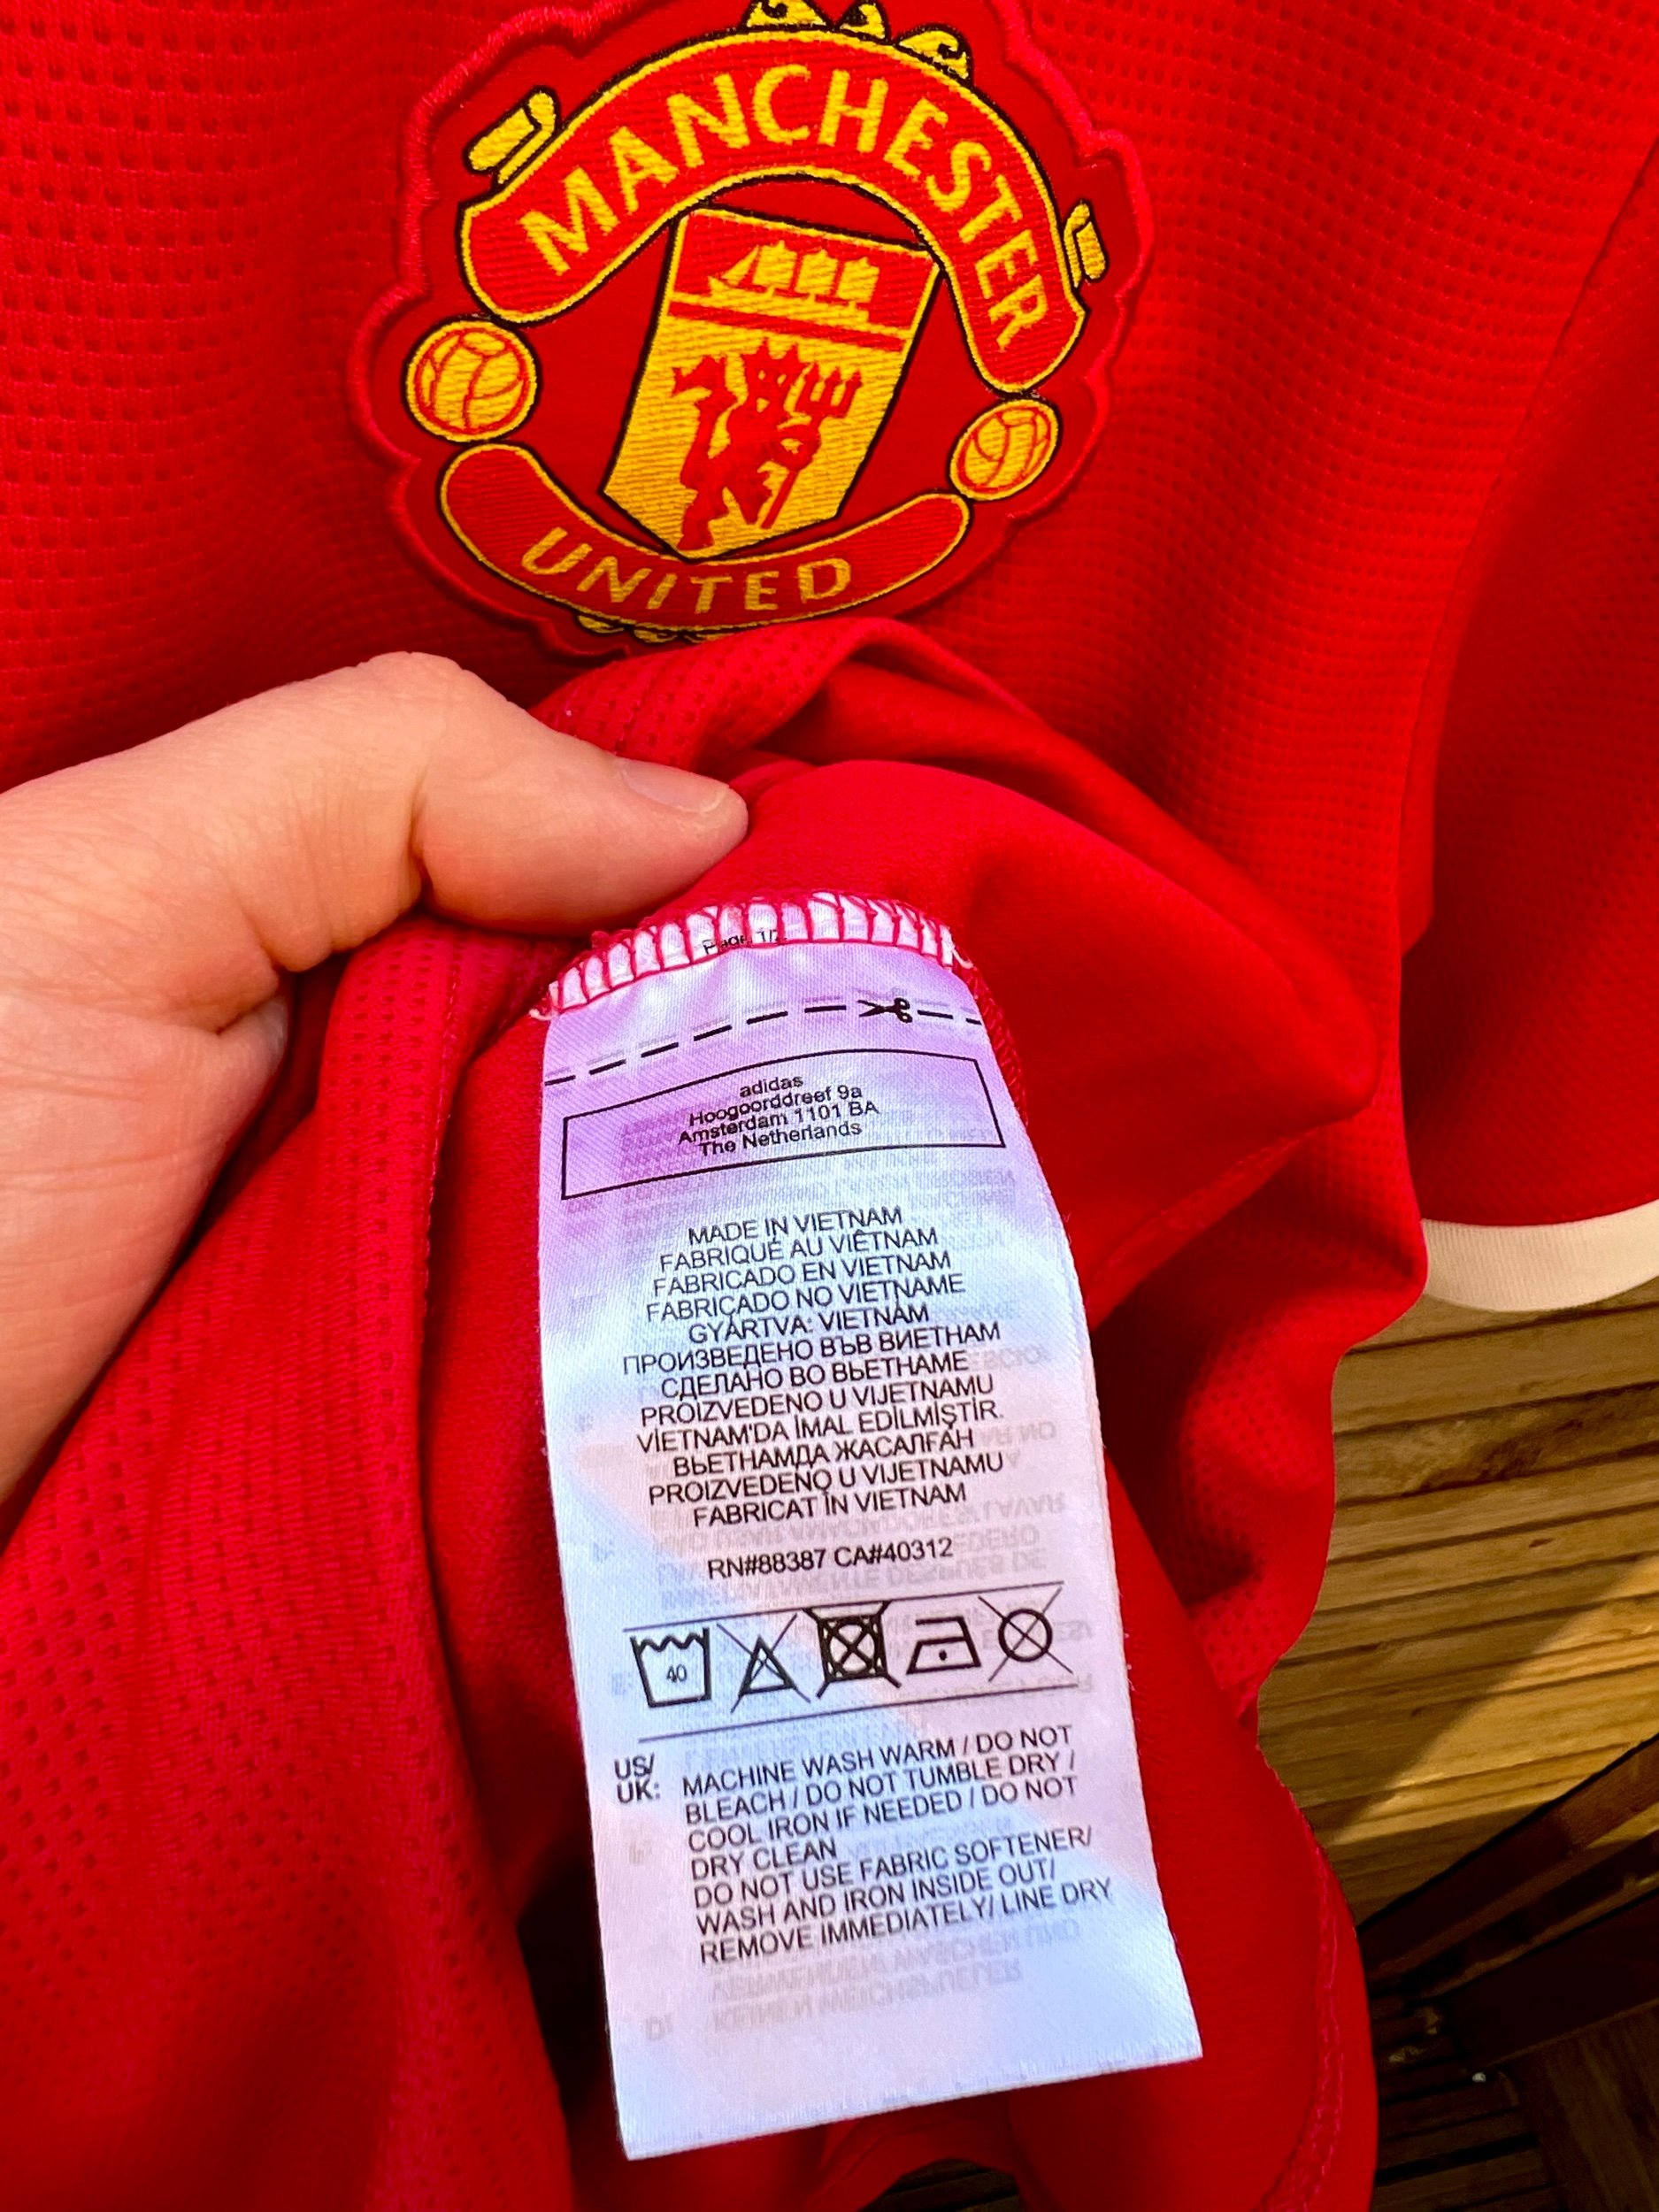 MANCHESTER
UNITED
adidas
Hoogoorddreef 9a
Amsterdam 1101 BA
The Netherlands
MADE IN VIETNAM
FABRIQUÉ AU VIÊTNAM
FABRICADO EN VIETNAM
FABRICADO NO VIETNAME
GYÁRTVA: VIETNÁM
ПРОИЗВЕДЕНО ВЪВ ВИЕТНАМ
СДЕЛАНО ВО ВЬЕТНАМЕ
PROIZVEDENO U VIJETNAMU
VİETNAM'DA İMAL EDİLMİŞTİR.
ВЬЕТНАМДА ЖАСАЛҒАН
PROIZVEDENO U VIJETNAMU
FABRICAT ÎN VIETNAM
RN#88387 CA#40312
40
US/
UK: MACHINE WASH WARM / DO NOT
BLEACH / DO NOT TUMBLE DRY /
COOL IRON IF NEEDED / DO NOT
DRY CLEAN
DO NOT USE FABRIC SOFTENER/
WASH AND IRON INSIDE OUT/
REMOVE IMMEDIATELY/ LINE DRY